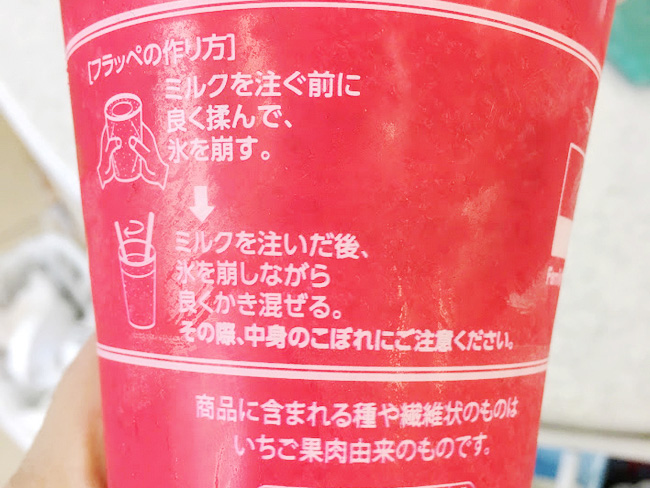 [フラッペの作り方]
ミルクを注ぐ前に
良く揉んで、
氷を崩す。
ミルクを注いだ後、
氷を崩しながら
良くかき混ぜる。
その際、中身のこぼれにご注意ください。
商品に含まれる種や繊維状のものは
いちご果肉由来のものです。